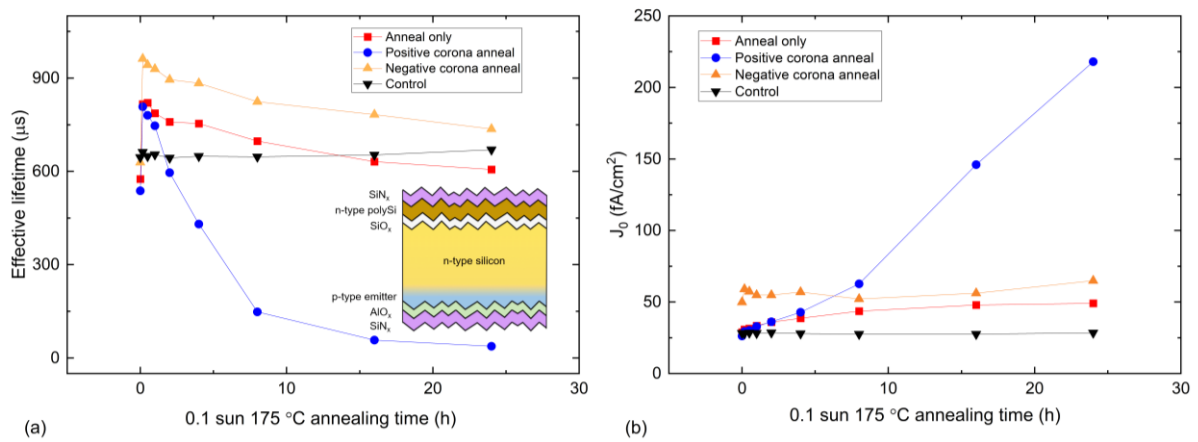 Anneal only
Positive corona anneal
Negative corona anneal
Control
900
600
300
0
Effective lifetime (μs)
SiNₓ
n-type polySi
SiOₓ
n-type silicon
p-type emitter
AlOₓ
SiNₓ
0 10 20 30
(a)
0.1 sun 175 °C annealing time (h)
Anneal only
Positive corona anneal
Negative corona anneal
Control
250
200
150
100
50
0
J₀ (fA/cm²)
0 10 20 30
(b)
0.1 sun 175 °C annealing time (h)